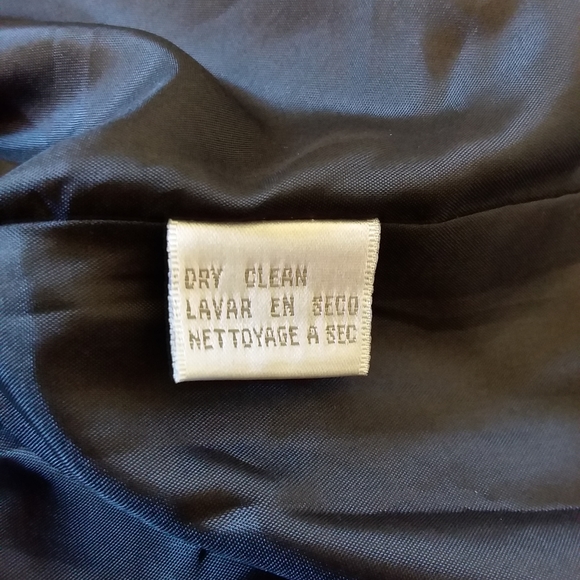 DRY CLEAN
LAVAR EN SECO
NETTOYAGE A SEC